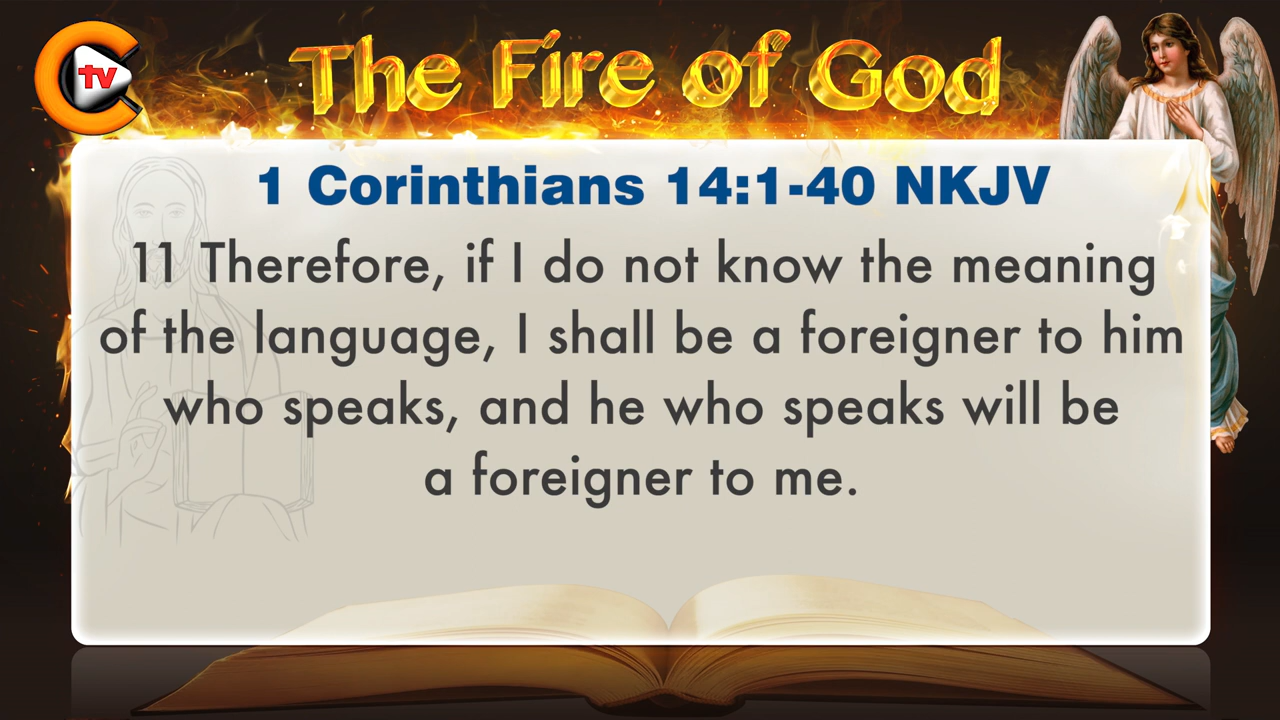 tv
The Fire of God
1 Corinthians 14:1-40 NKJV
11 Therefore, if I do not know the meaning
of the language, I shall be a foreigner to him
who speaks, and he who speaks will be
a foreigner to me.